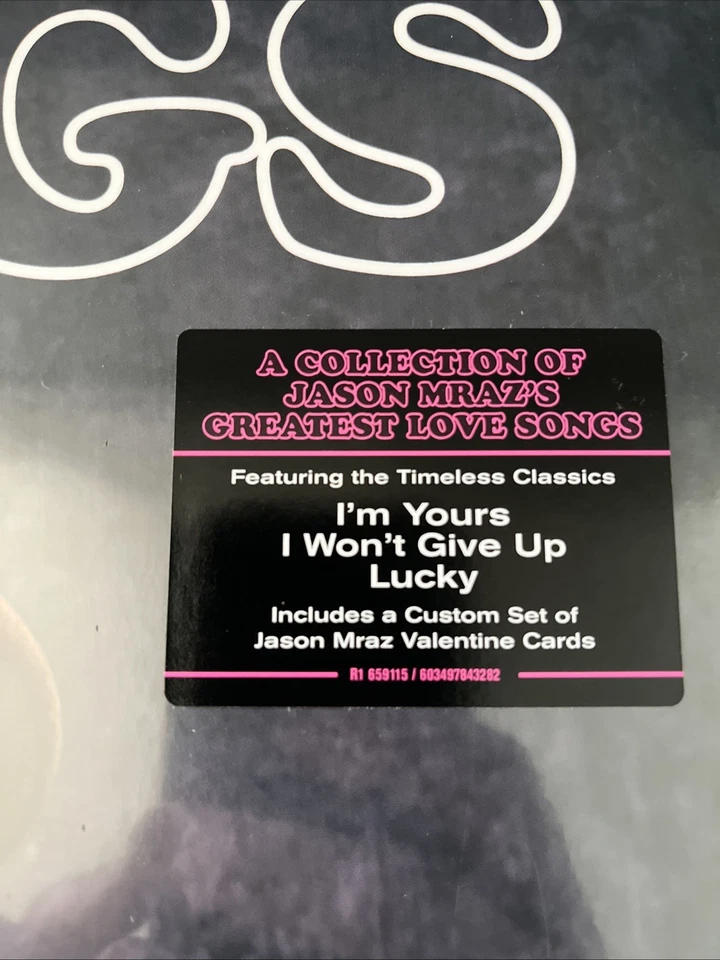 GS
A COLLECTION OF
JASON MRAZ'S
GREATEST LOVE SONGS
Featuring the Timeless Classics
I'm Yours
I Won't Give Up
Lucky
Includes a Custom Set of
Jason Mraz Valentine Cards
R1 659115 / 603497843282